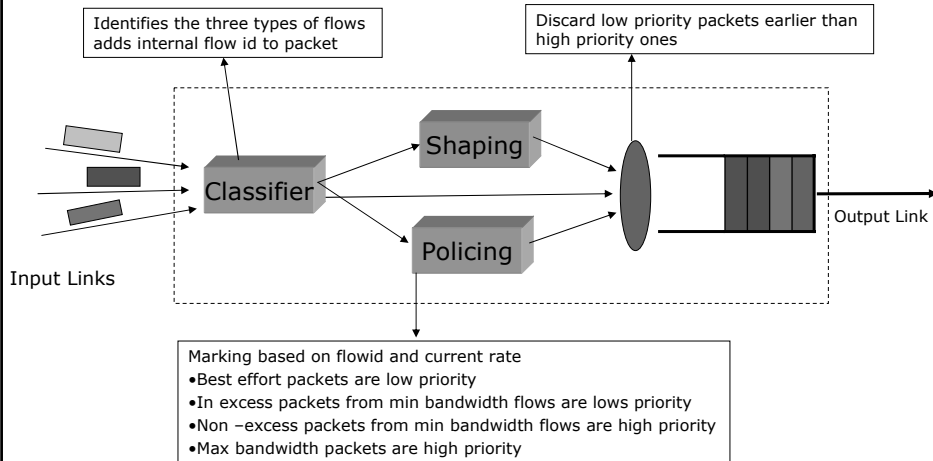 Identifies the three types of flows
adds internal flow id to packet
Discard low priority packets earlier than
high priority ones
Shaping
Classifier
Policing
Output Link
Input Links
Marking based on flowid and current rate
•Best effort packets are low priority
•In excess packets from min bandwidth flows are lows priority
•Non –excess packets from min bandwidth flows are high priority
•Max bandwidth packets are high priority